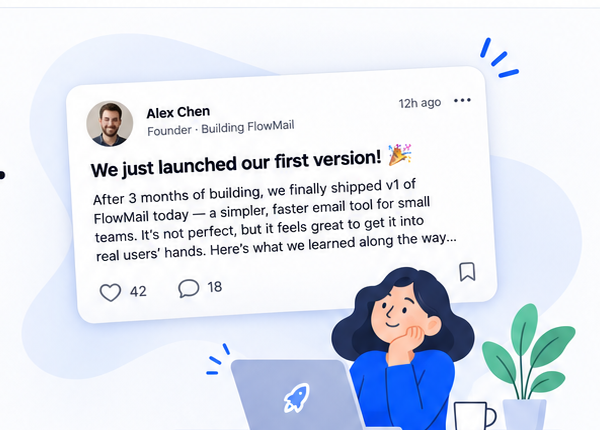 Alex Chen
12h ago
Founder · Building FlowMail
We just launched our first version! 🎉
After 3 months of building, we finally shipped v1 of
FlowMail today — a simpler, faster email tool for small
teams. It's not perfect, but it feels great to get it into
real users' hands. Here's what we learned along the way...
42
18